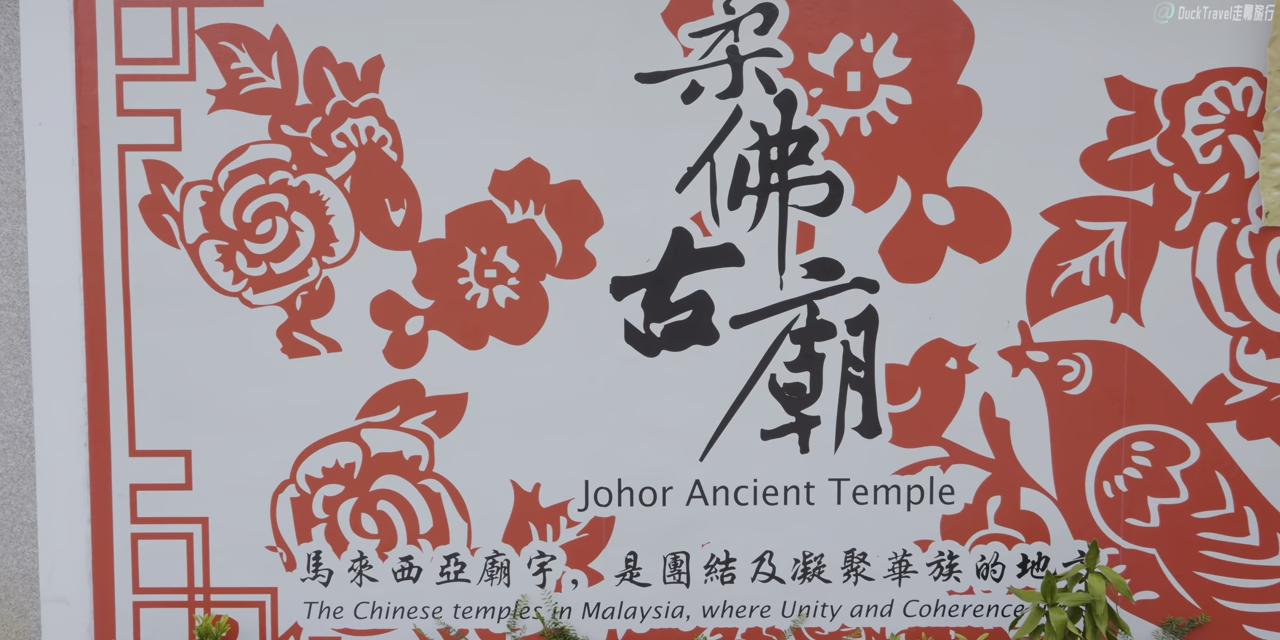 @DuckTravel走鴨旅行
柔佛古廟
Johor Ancient Temple
馬來西亞廟宇，是團結及凝聚華族的地方
The Chinese temples in Malaysia, where Unity and Coherence